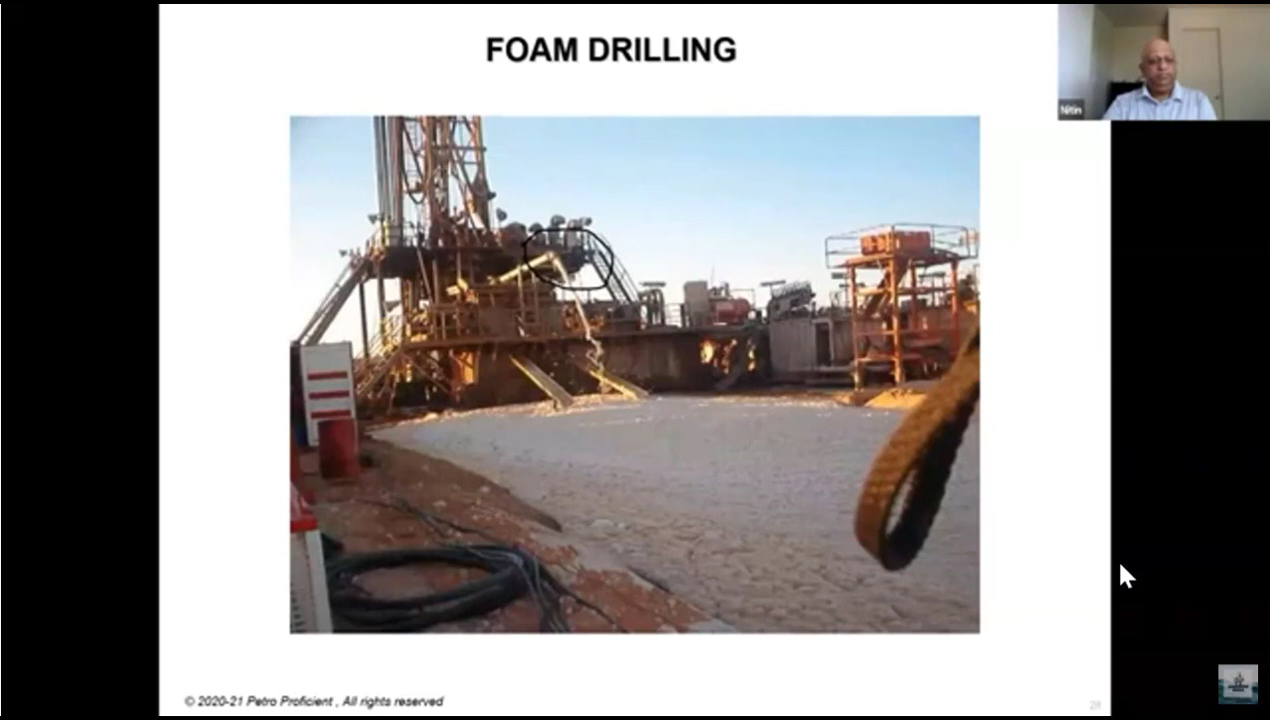 FOAM DRILLING
Nitin
© 2020-21 Petro Proficient , All rights reserved